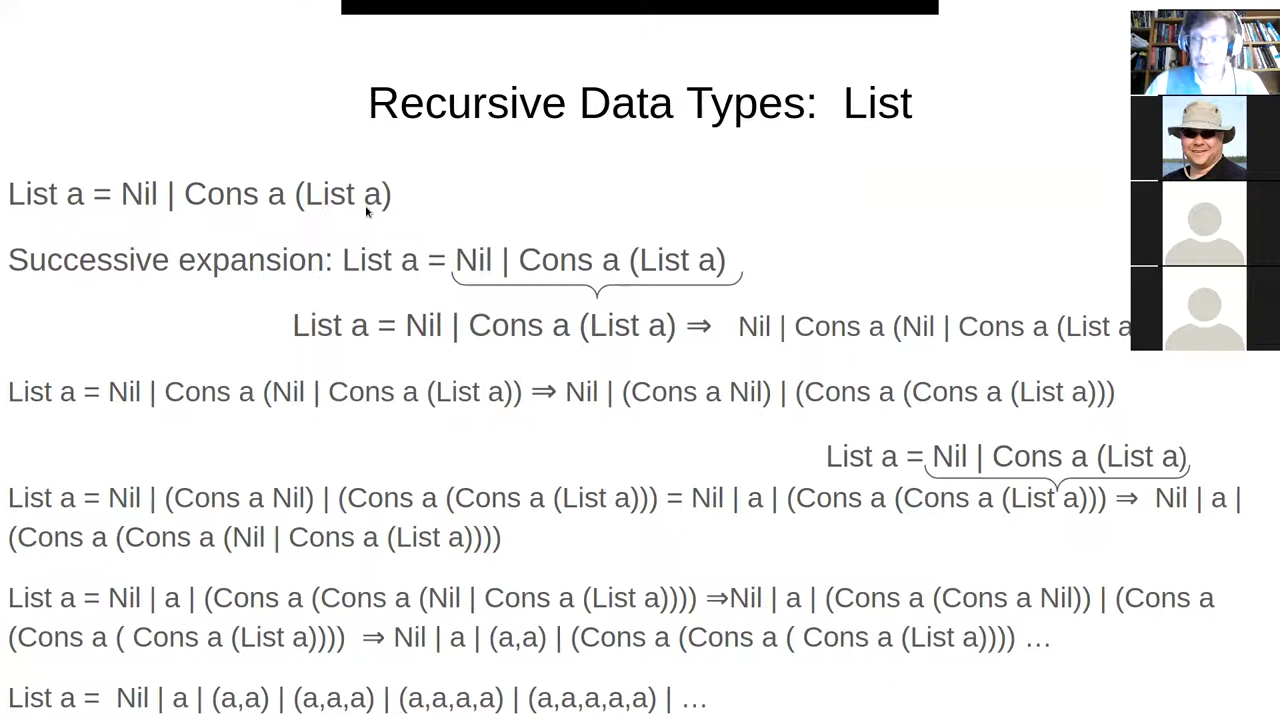 Recursive Data Types:  List
List a = Nil | Cons a (List a)
Successive expansion: List a = Nil | Cons a (List a)
List a = Nil | Cons a (List a) ⇒ Nil | Cons a (Nil | Cons a (List a
List a = Nil | Cons a (Nil | Cons a (List a)) ⇒ Nil | (Cons a Nil) | (Cons a (Cons a (List a)))
List a = Nil | Cons a (List a)
List a = Nil | (Cons a Nil) | (Cons a (Cons a (List a))) = Nil | a | (Cons a (Cons a (List a))) ⇒ Nil | a |
(Cons a (Cons a (Nil | Cons a (List a))))
List a = Nil | a | (Cons a (Cons a (Nil | Cons a (List a)))) ⇒Nil | a | (Cons a (Cons a Nil)) | (Cons a
(Cons a ( Cons a (List a)))) ⇒ Nil | a | (a,a) | (Cons a (Cons a ( Cons a (List a)))) …
List a = Nil | a | (a,a) | (a,a,a) | (a,a,a,a) | (a,a,a,a,a) | …